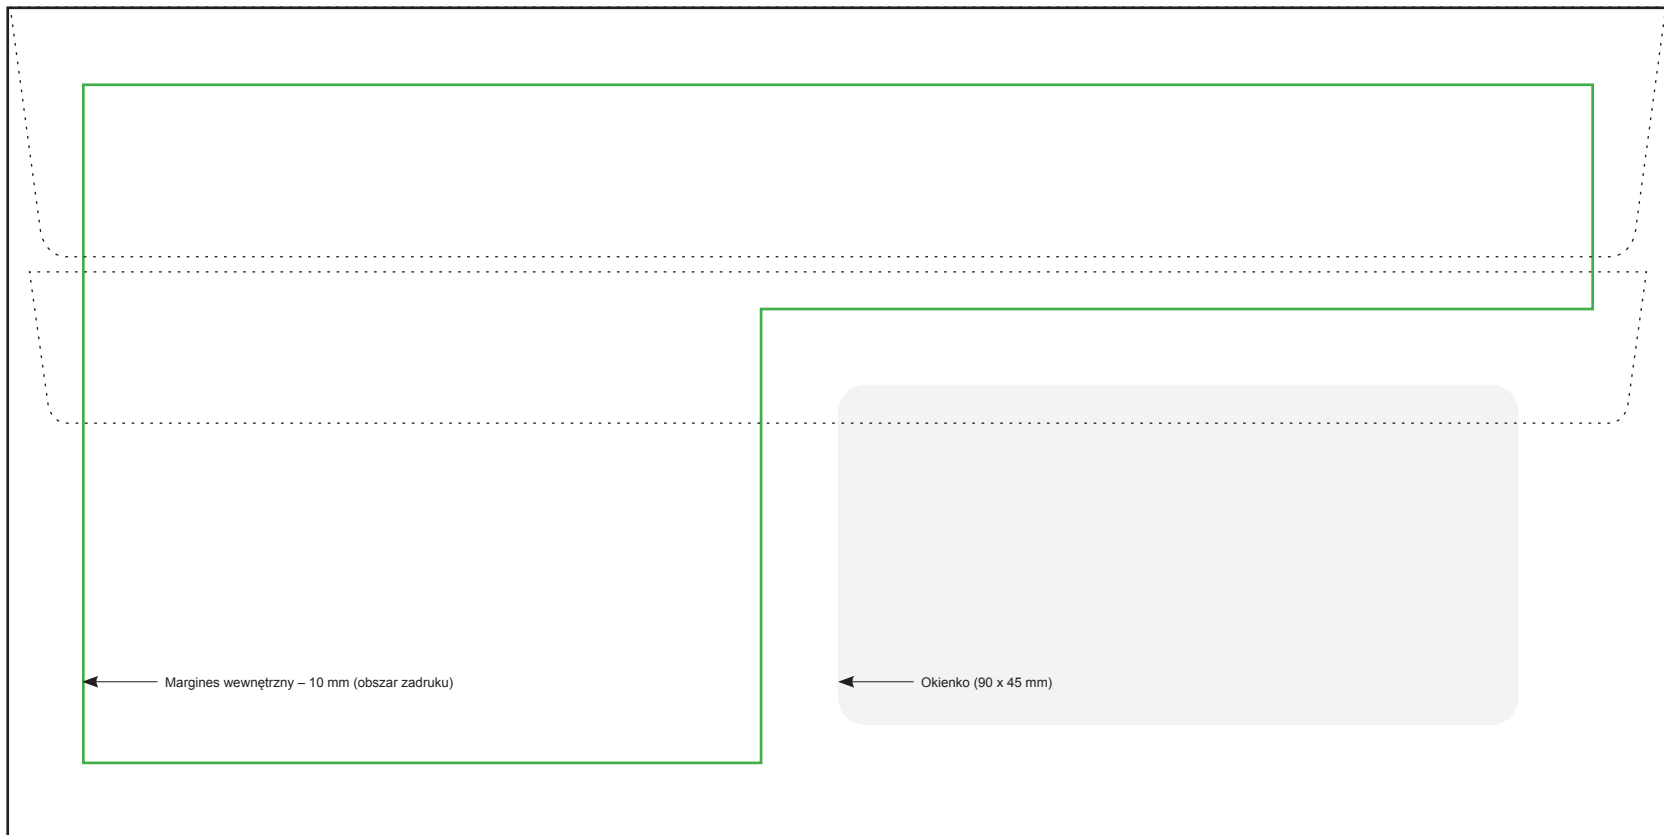 Margines wewnętrzny – 10 mm (obszar zadruku)
Okienko (90 x 45 mm)